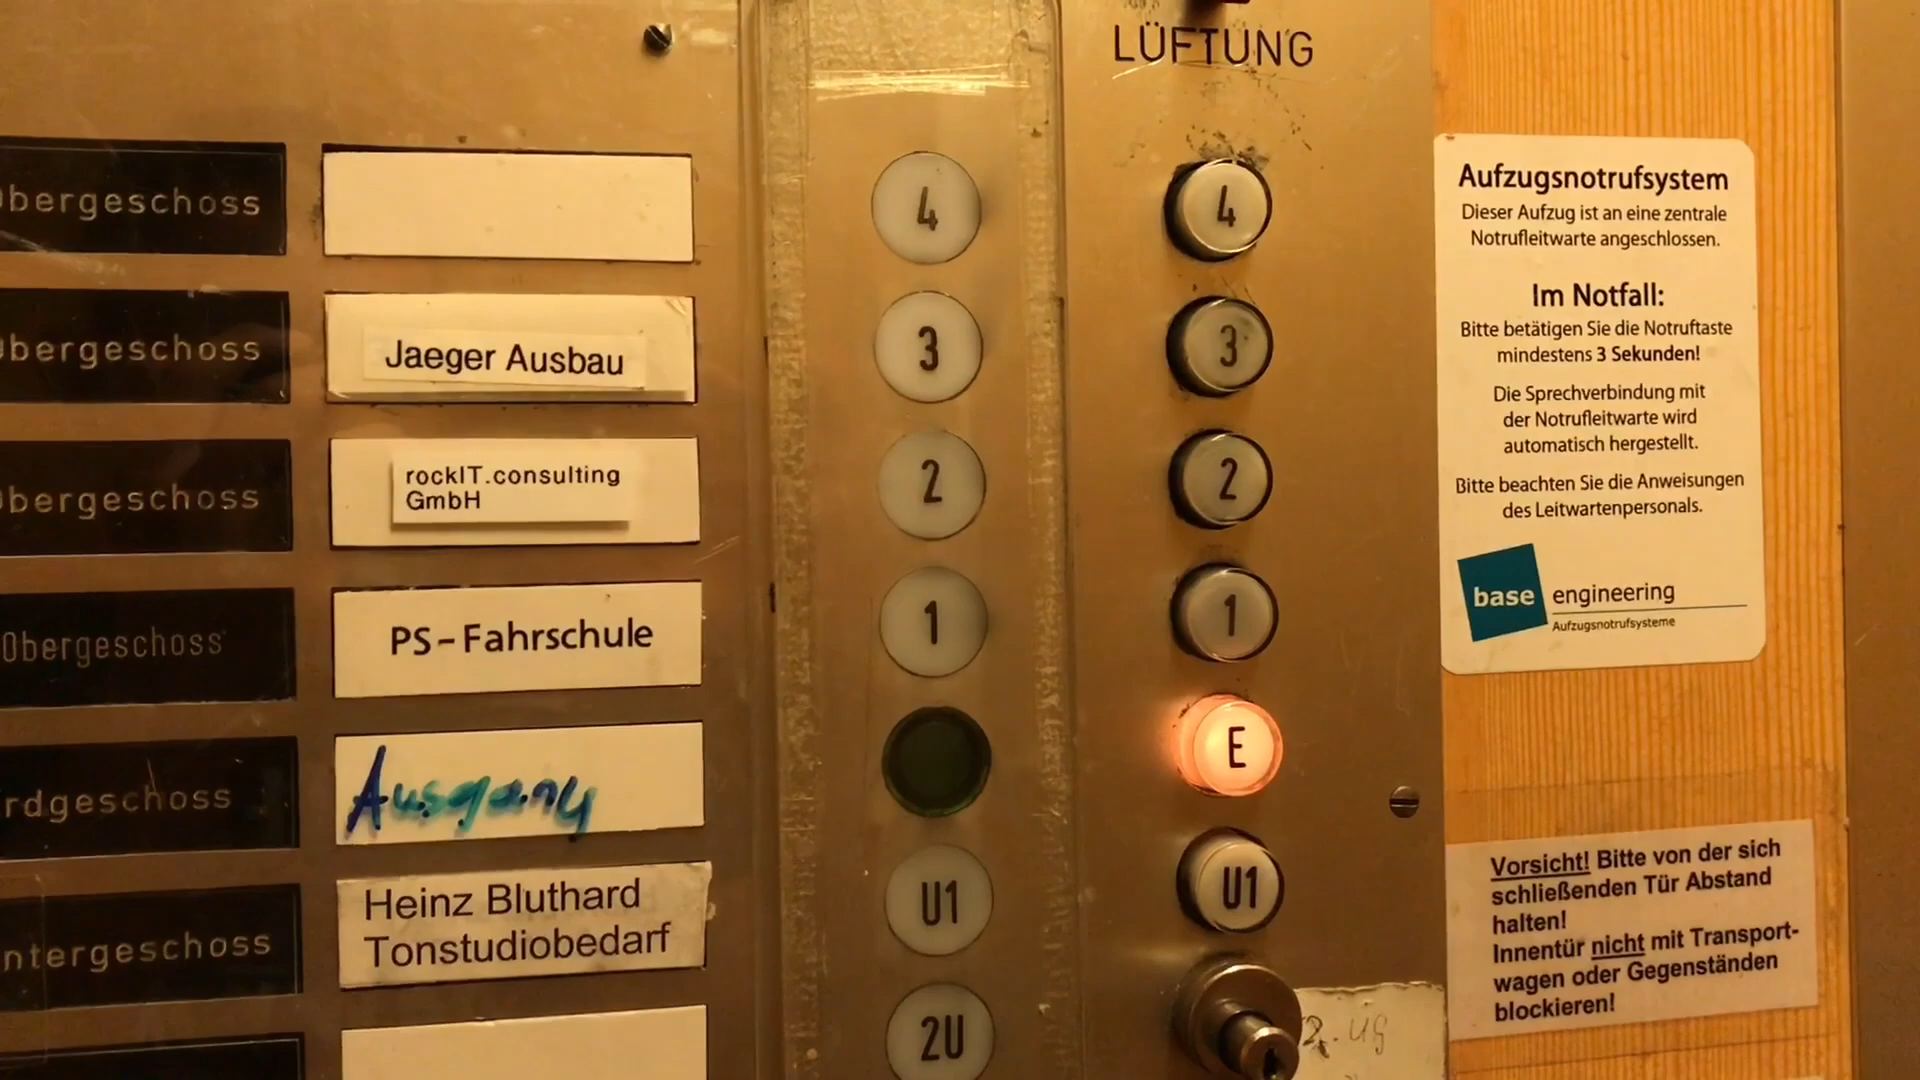 LÜFTUNG
bergeschoss
4
4
bergeschoss
Jaeger Ausbau
3
3
bergeschoss
rockIT.consulting
GmbH
2
2
Obergeschoss
PS-Fahrschule
1
1
rdgeschoss
Ausgang
E
ntergeschoss
Heinz Bluthard
Tonstudiobedarf
U1
U1
2U
2. UG
Aufzugsnotrufsystem
Dieser Aufzug ist an eine zentrale
Notrufleitwarte angeschlossen.
Im Notfall:
Bitte betätigen Sie die Notruftaste
mindestens 3 Sekunden!
Die Sprechverbindung mit
der Notrufleitwarte wird
automatisch hergestellt.
Bitte beachten Sie die Anweisungen
des Leitwartenpersonals.
base engineering
Aufzugsnotrufsysteme
Vorsicht! Bitte von der sich
schließenden Tür Abstand
halten!
Innentür nicht mit Transport-
wagen oder Gegenständen
blockieren!